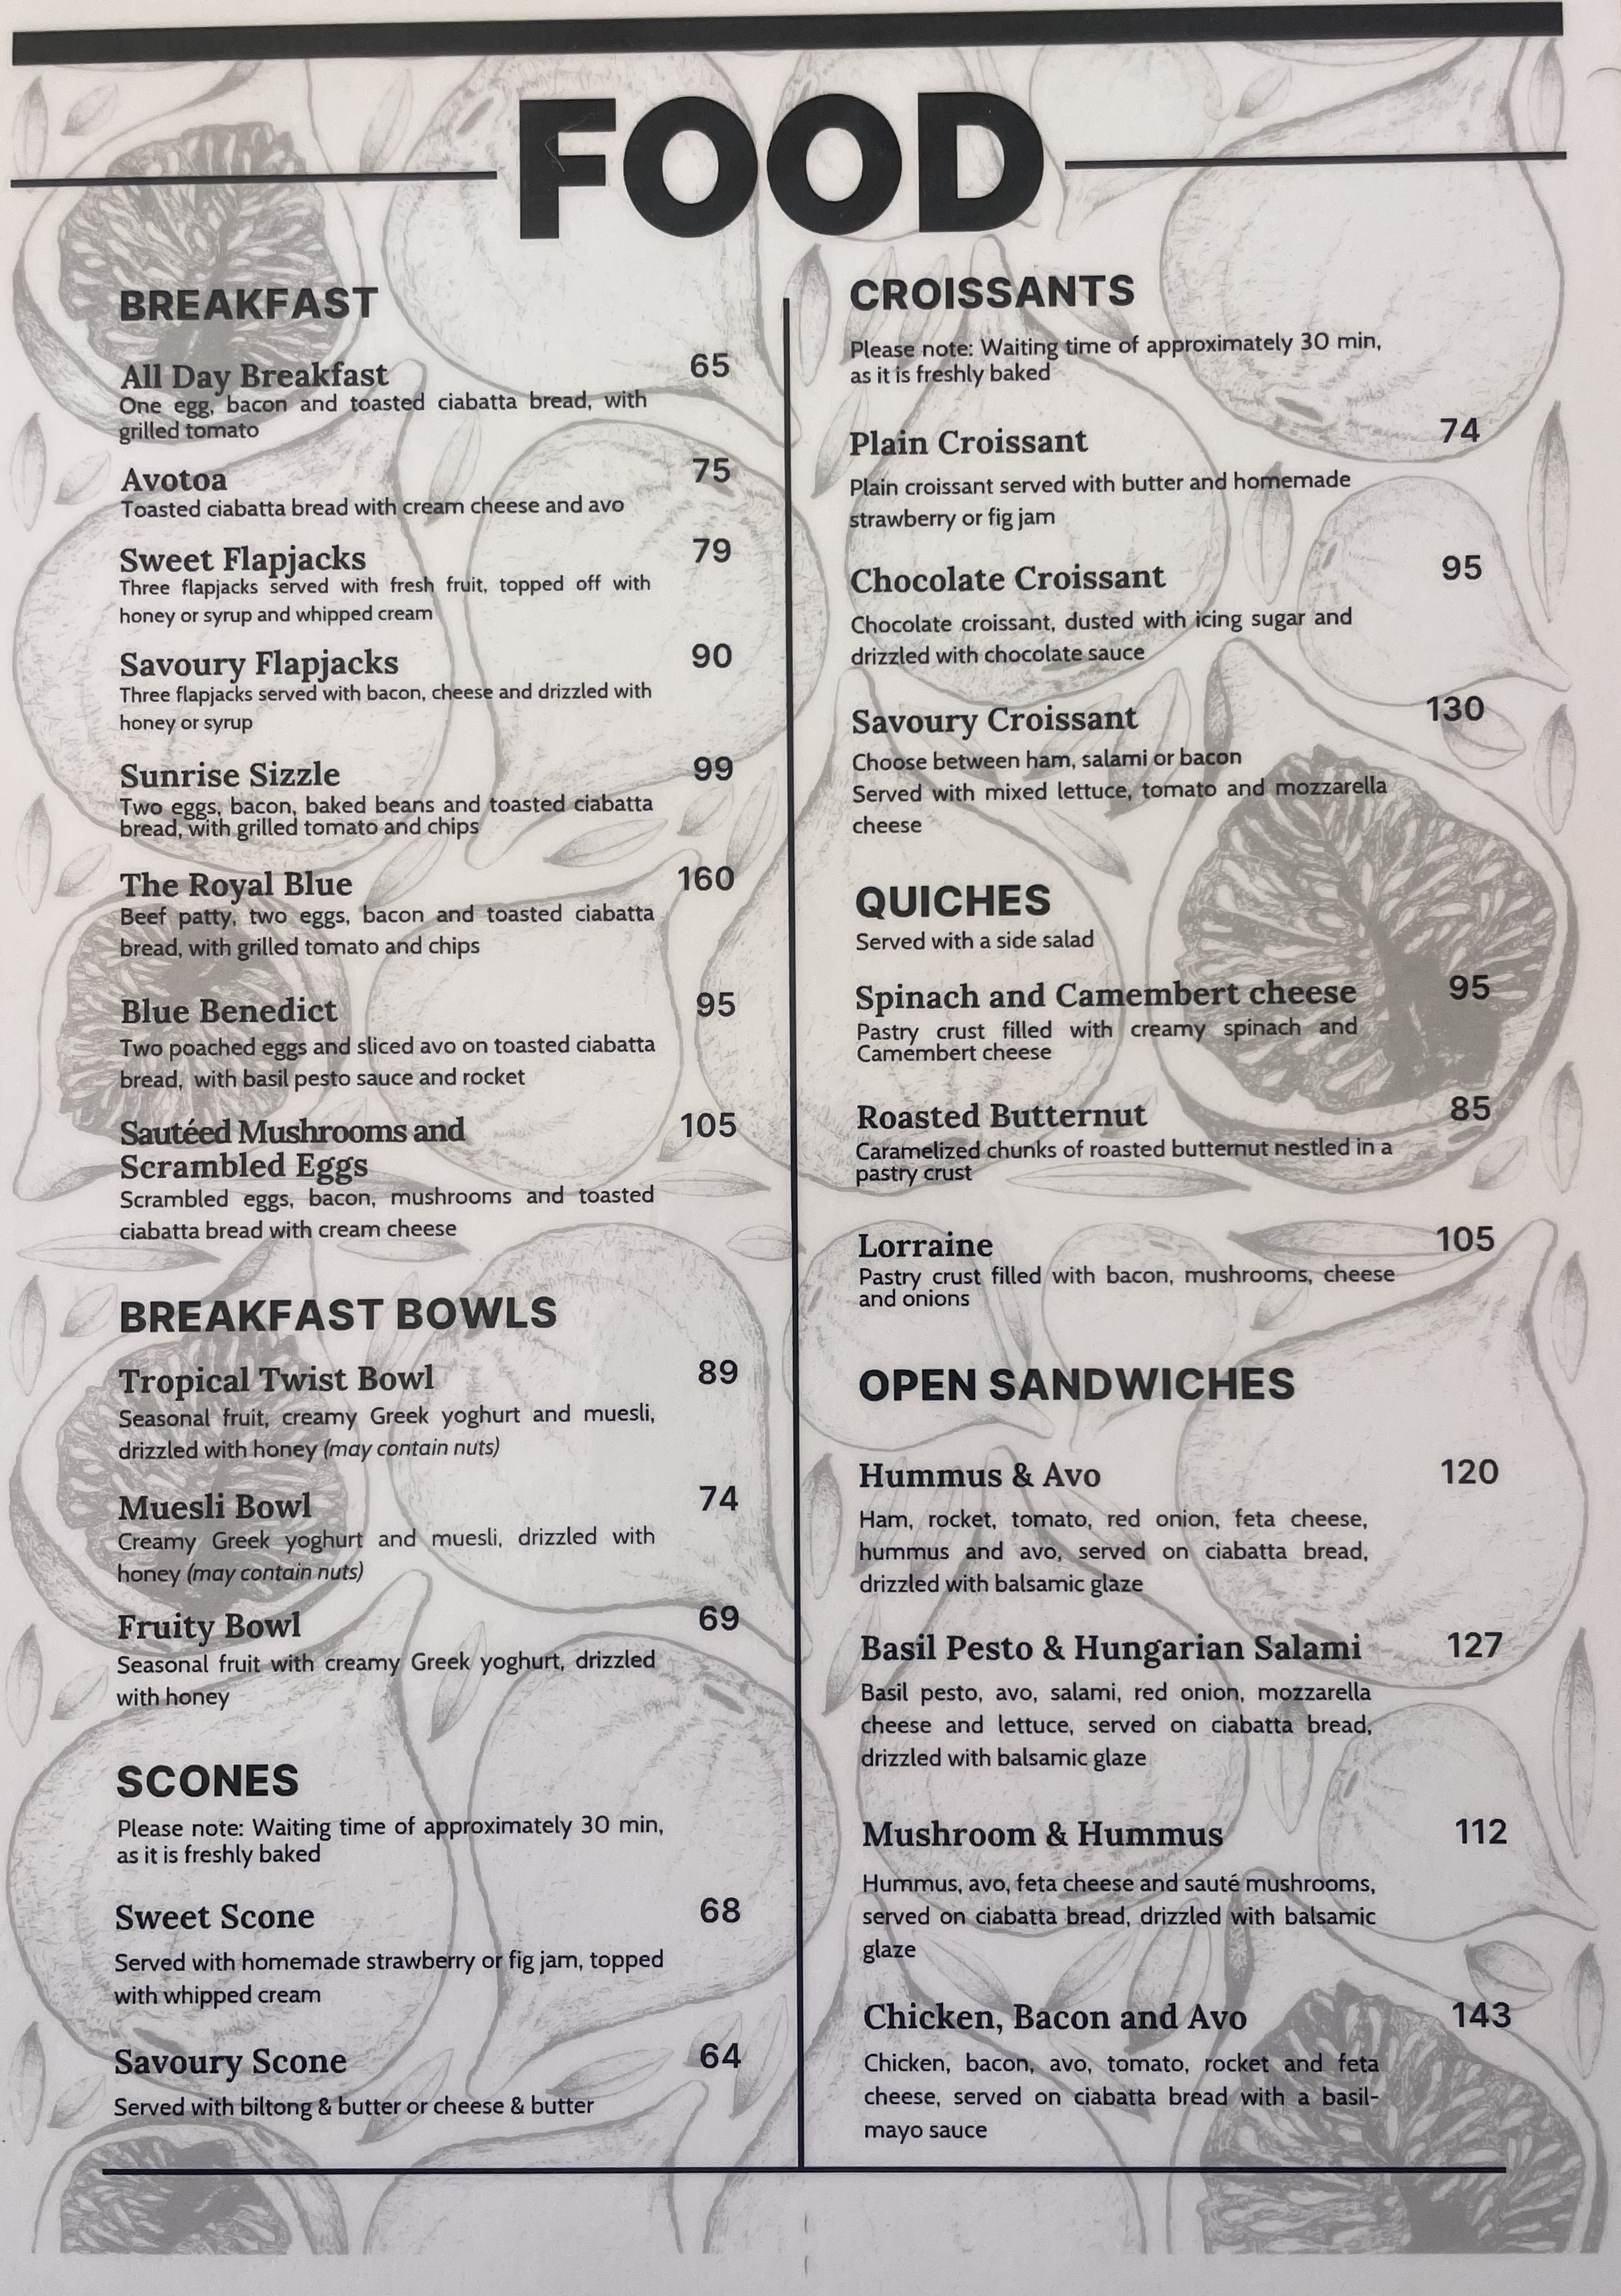 FOOD
BREAKFAST
All Day Breakfast 65
One egg, bacon and toasted ciabatta bread, with
grilled tomato
Avotoa 75
Toasted ciabatta bread with cream cheese and avo
Sweet Flapjacks 79
Three flapjacks served with fresh fruit, topped off with
honey or syrup and whipped cream
Savoury Flapjacks 90
Three flapjacks served with bacon, cheese and drizzled with
honey or syrup
Sunrise Sizzle 99
Two eggs, bacon, baked beans and toasted ciabatta
bread, with grilled tomato and chips
The Royal Blue 160
Beef patty, two eggs, bacon and toasted ciabatta
bread, with grilled tomato and chips
Blue Benedict 95
Two poached eggs and sliced avo on toasted ciabatta
bread, with basil pesto sauce and rocket
Sautéed Mushrooms and 105
Scrambled Eggs
Scrambled eggs, bacon, mushrooms and toasted
ciabatta bread with cream cheese
BREAKFAST BOWLS
Tropical Twist Bowl 89
Seasonal fruit, creamy Greek yoghurt and muesli,
drizzled with honey (may contain nuts)
Muesli Bowl 74
Creamy Greek yoghurt and muesli, drizzled with
honey (may contain nuts)
Fruity Bowl 69
Seasonal fruit with creamy Greek yoghurt, drizzled
with honey
SCONES
Please note: Waiting time of approximately 30 min,
as it is freshly baked
Sweet Scone 68
Served with homemade strawberry or fig jam, topped
with whipped cream
Savoury Scone 64
Served with biltong & butter or cheese & butter
CROISSANTS
Please note: Waiting time of approximately 30 min,
as it is freshly baked
Plain Croissant 74
Plain croissant served with butter and homemade
strawberry or fig jam
Chocolate Croissant 95
Chocolate croissant, dusted with icing sugar and
drizzled with chocolate sauce
Savoury Croissant 130
Choose between ham, salami or bacon
Served with mixed lettuce, tomato and mozzarella
cheese
QUICHES
Served with a side salad
Spinach and Camembert cheese 95
Pastry crust filled with creamy spinach and
Camembert cheese
Roasted Butternut 85
Caramelized chunks of roasted butternut nestled in a
pastry crust
Lorraine 105
Pastry crust filled with bacon, mushrooms, cheese
and onions
OPEN SANDWICHES
Hummus & Avo 120
Ham, rocket, tomato, red onion, feta cheese,
hummus and avo, served on ciabatta bread,
drizzled with balsamic glaze
Basil Pesto & Hungarian Salami 127
Basil pesto, avo, salami, red onion, mozzarella
cheese and lettuce, served on ciabatta bread,
drizzled with balsamic glaze
Mushroom & Hummus 112
Hummus, avo, feta cheese and sauté mushrooms,
served on ciabatta bread, drizzled with balsamic
glaze
Chicken, Bacon and Avo 143
Chicken, bacon, avo, tomato, rocket and feta
cheese, served on ciabatta bread with a basil-
mayo sauce